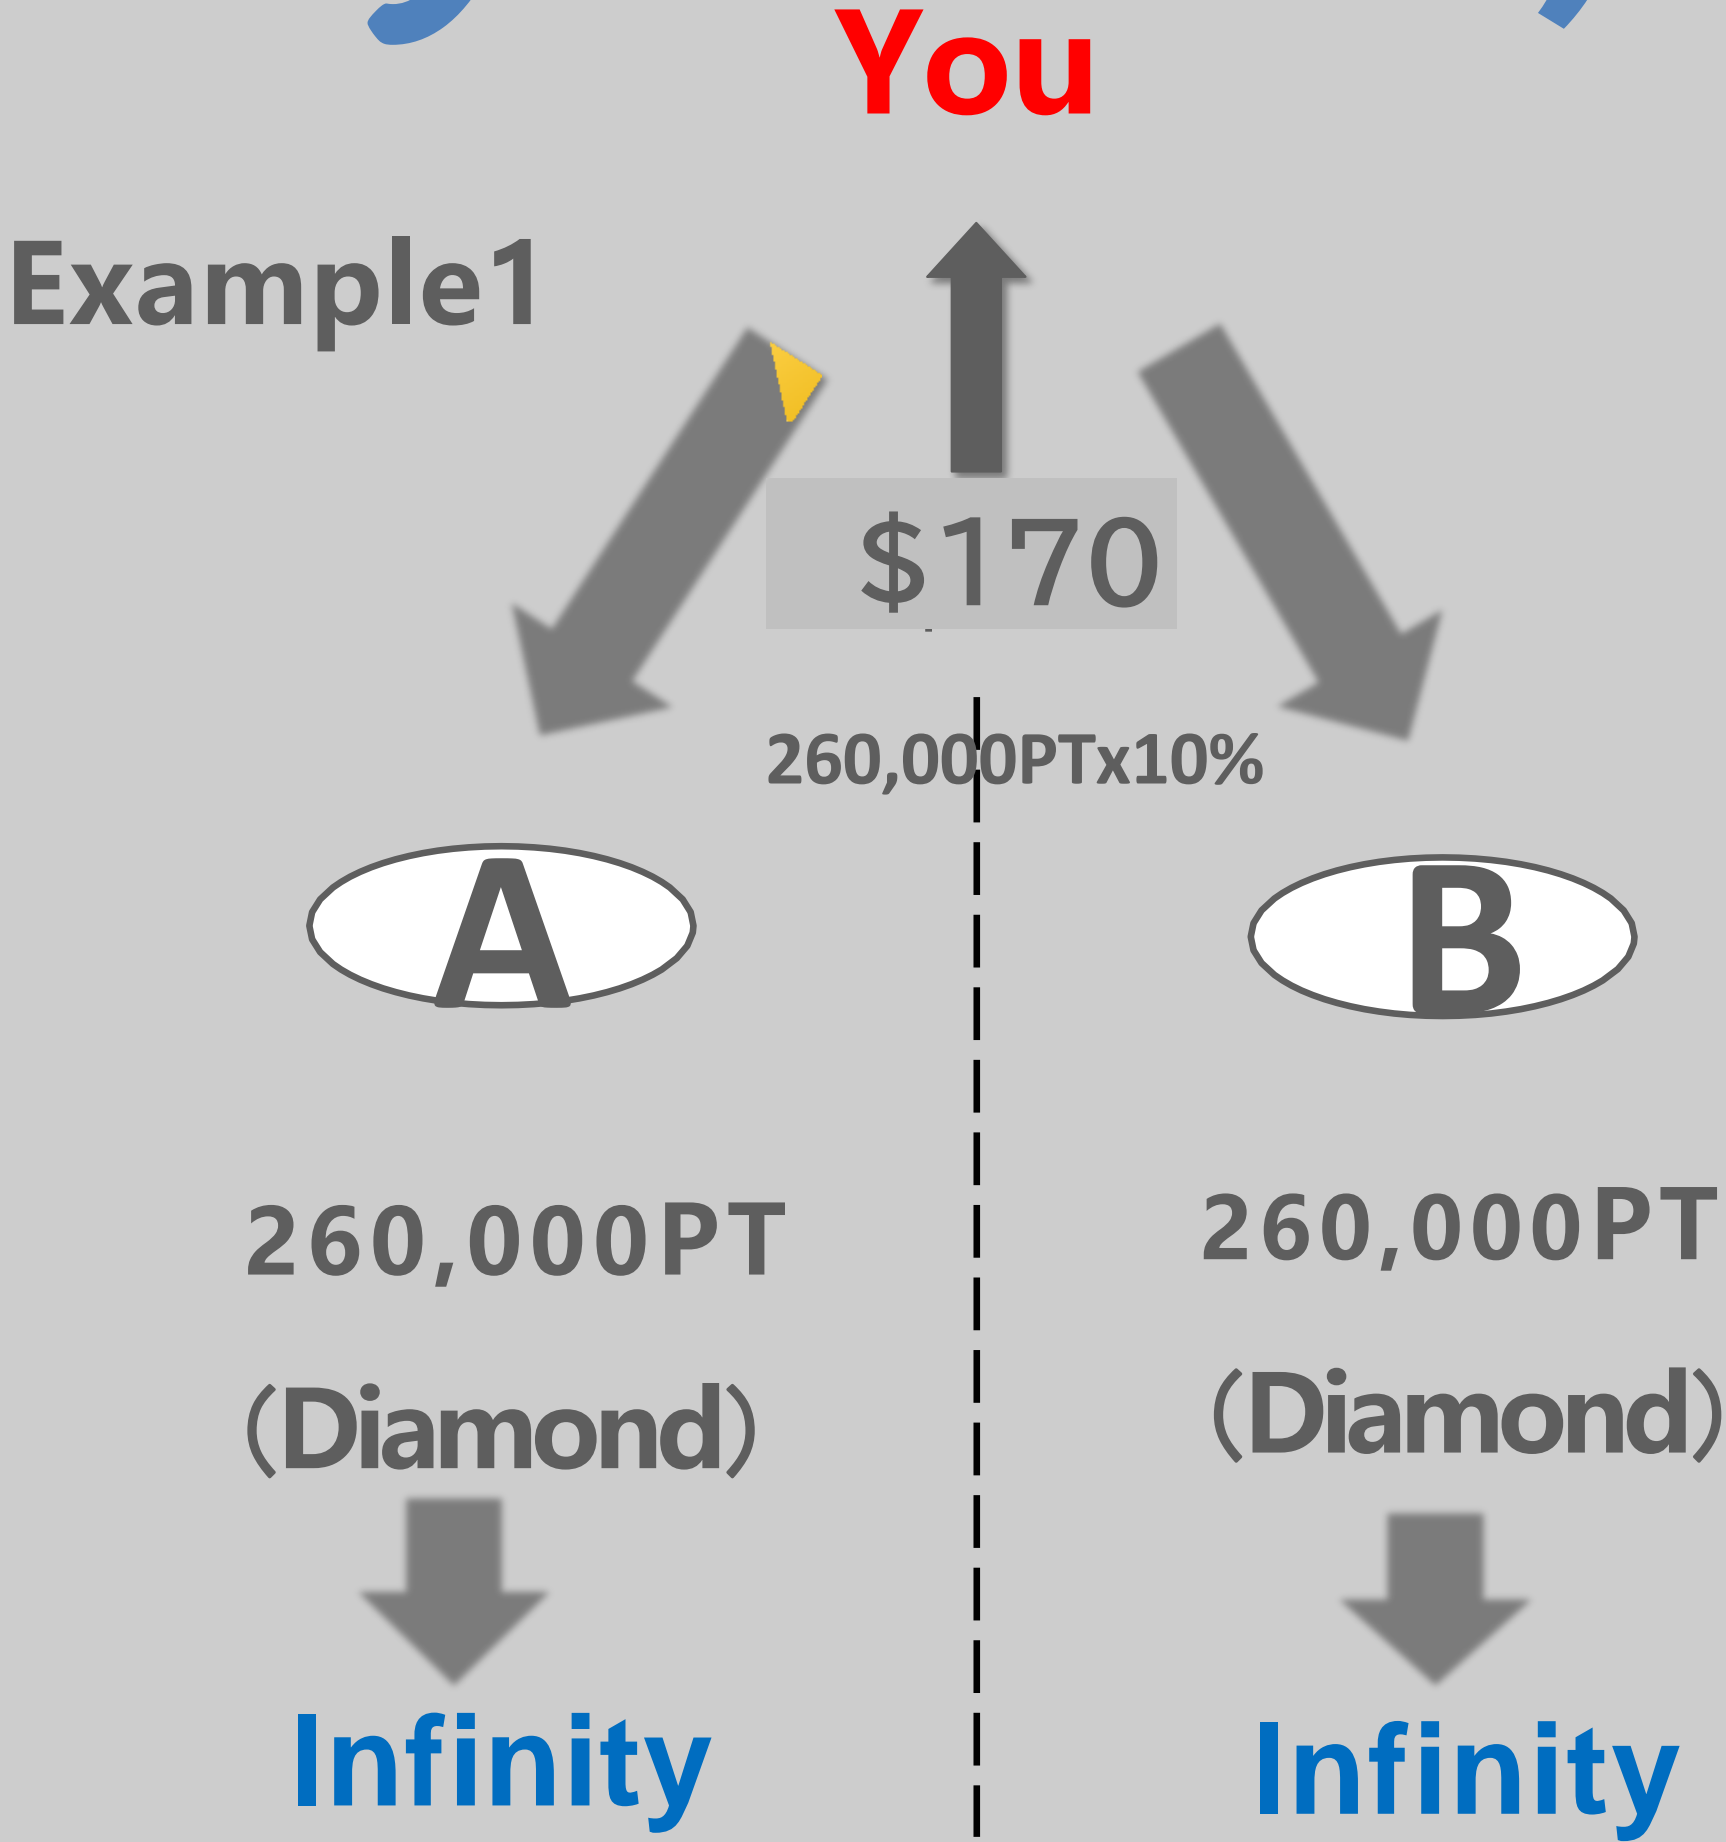 You
Example1
$170
260,000PTx10%
A
B
260,000PT
260,000PT
(Diamond)
(Diamond)
Infinity
Infinity